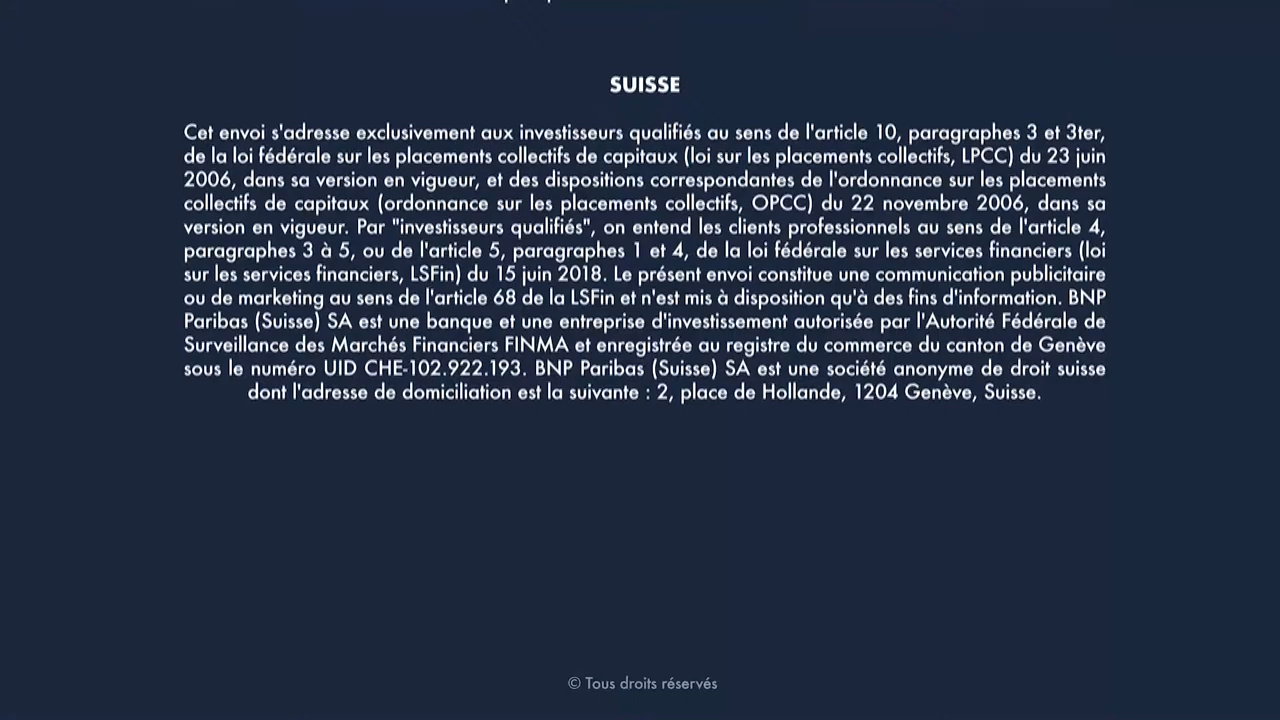 SUISSE
Cet envoi s'adresse exclusivement aux investisseurs qualifiés au sens de l'article 10, paragraphes 3 et 3ter,
de la loi fédérale sur les placements collectifs de capitaux (loi sur les placements collectifs, LPCC) du 23 juin
2006, dans sa version en vigueur, et des dispositions correspondantes de l'ordonnance sur les placements
collectifs de capitaux (ordonnance sur les placements collectifs, OPCC) du 22 novembre 2006, dans sa
version en vigueur. Par "investisseurs qualifiés", on entend les clients professionnels au sens de l'article 4,
paragraphes 3 à 5, ou de l'article 5, paragraphes 1 et 4, de la loi fédérale sur les services financiers (loi
sur les services financiers, LSFin) du 15 juin 2018. Le présent envoi constitue une communication publicitaire
ou de marketing au sens de l'article 68 de la LSFin et n'est mis à disposition qu'à des fins d'information. BNP
Paribas (Suisse) SA est une banque et une entreprise d'investissement autorisée par l'Autorité Fédérale de
Surveillance des Marchés Financiers FINMA et enregistrée au registre du commerce du canton de Genève
sous le numéro UID CHE-102.922.193. BNP Paribas (Suisse) SA est une société anonyme de droit suisse
dont l'adresse de domiciliation est la suivante : 2, place de Hollande, 1204 Genève, Suisse.
© Tous droits réservés